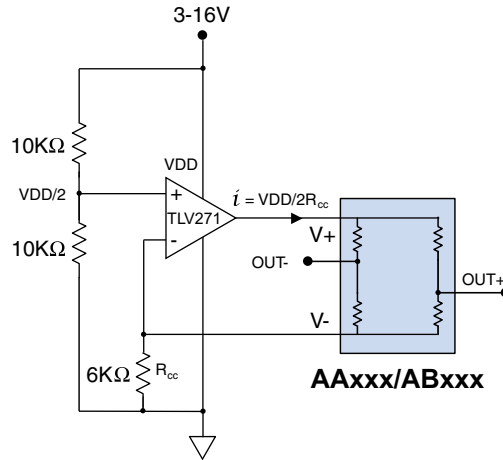 3-16V
10KΩ
VDD
VDD/2
+
TLV271
-
i = VDD/2Rcc
V+
OUT-
OUT+
10KΩ
V-
6KΩ
Rcc
AAxxx/ABxxx